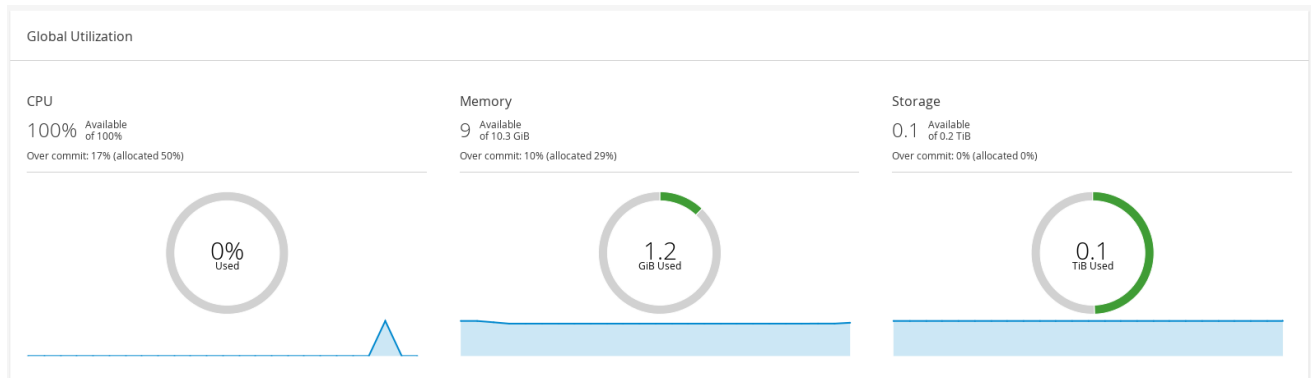 Global Utilization
CPU
100% Available
of 100%
Over commit: 17% (allocated 50%)
0%
Used
Memory
9 Available
of 10.3 GiB
Over commit: 10% (allocated 29%)
1.2
GiB Used
Storage
0.1 Available
of 0.2 TiB
Over commit: 0% (allocated 0%)
0.1
TiB Used